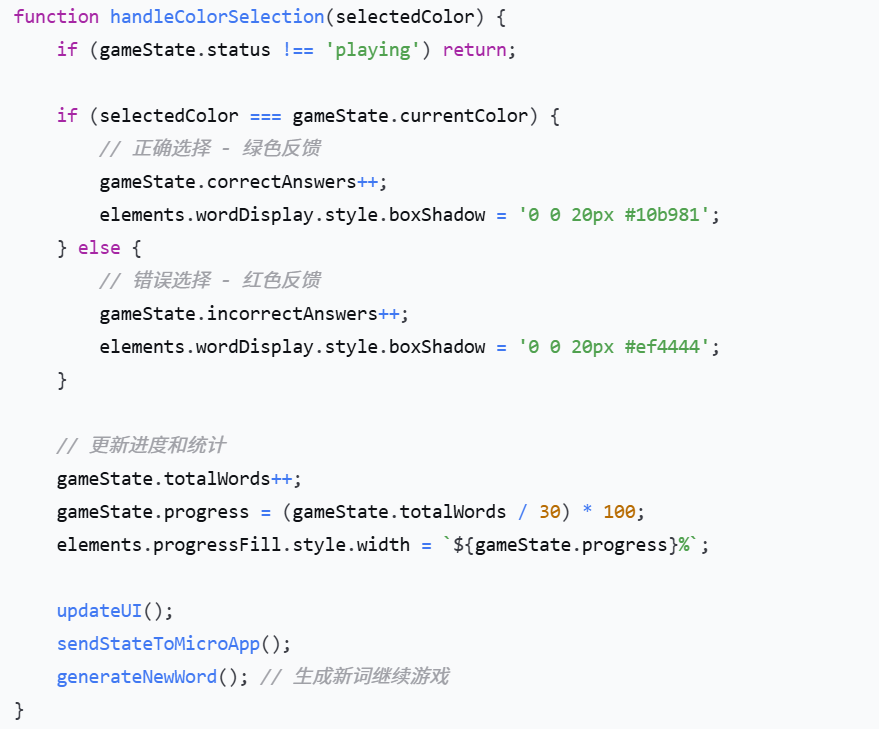 function handleColorSelection(selectedColor) {
    if (gameState.status !== 'playing') return;

    if (selectedColor === gameState.currentColor) {
        // 正确选择 - 绿色反馈
        gameState.correctAnswers++;
        elements.wordDisplay.style.boxShadow = '0 0 20px #10b981';
    } else {
        // 错误选择 - 红色反馈
        gameState.incorrectAnswers++;
        elements.wordDisplay.style.boxShadow = '0 0 20px #ef4444';
    }

    // 更新进度和统计
    gameState.totalWords++;
    gameState.progress = (gameState.totalWords / 30) * 100;
    elements.progressFill.style.width = `${gameState.progress}%`;

    updateUI();
    sendStateToMicroApp();
    generateNewWord(); // 生成新词继续游戏
}